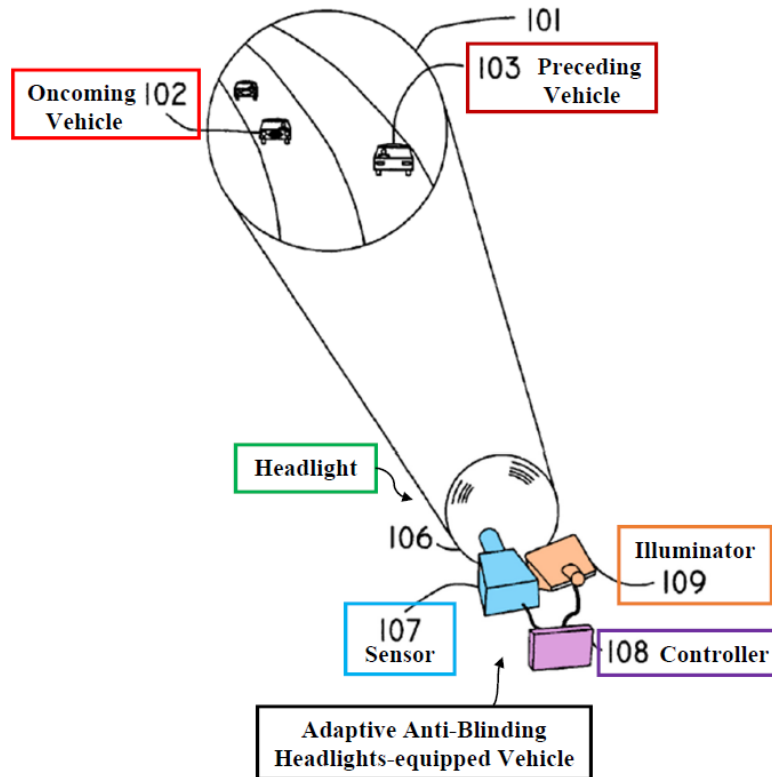 101
103 Preceding
Vehicle
Oncoming 102
Vehicle
Headlight
106
Illuminator
109
107
Sensor
108 Controller
Adaptive Anti-Blinding
Headlights-equipped Vehicle